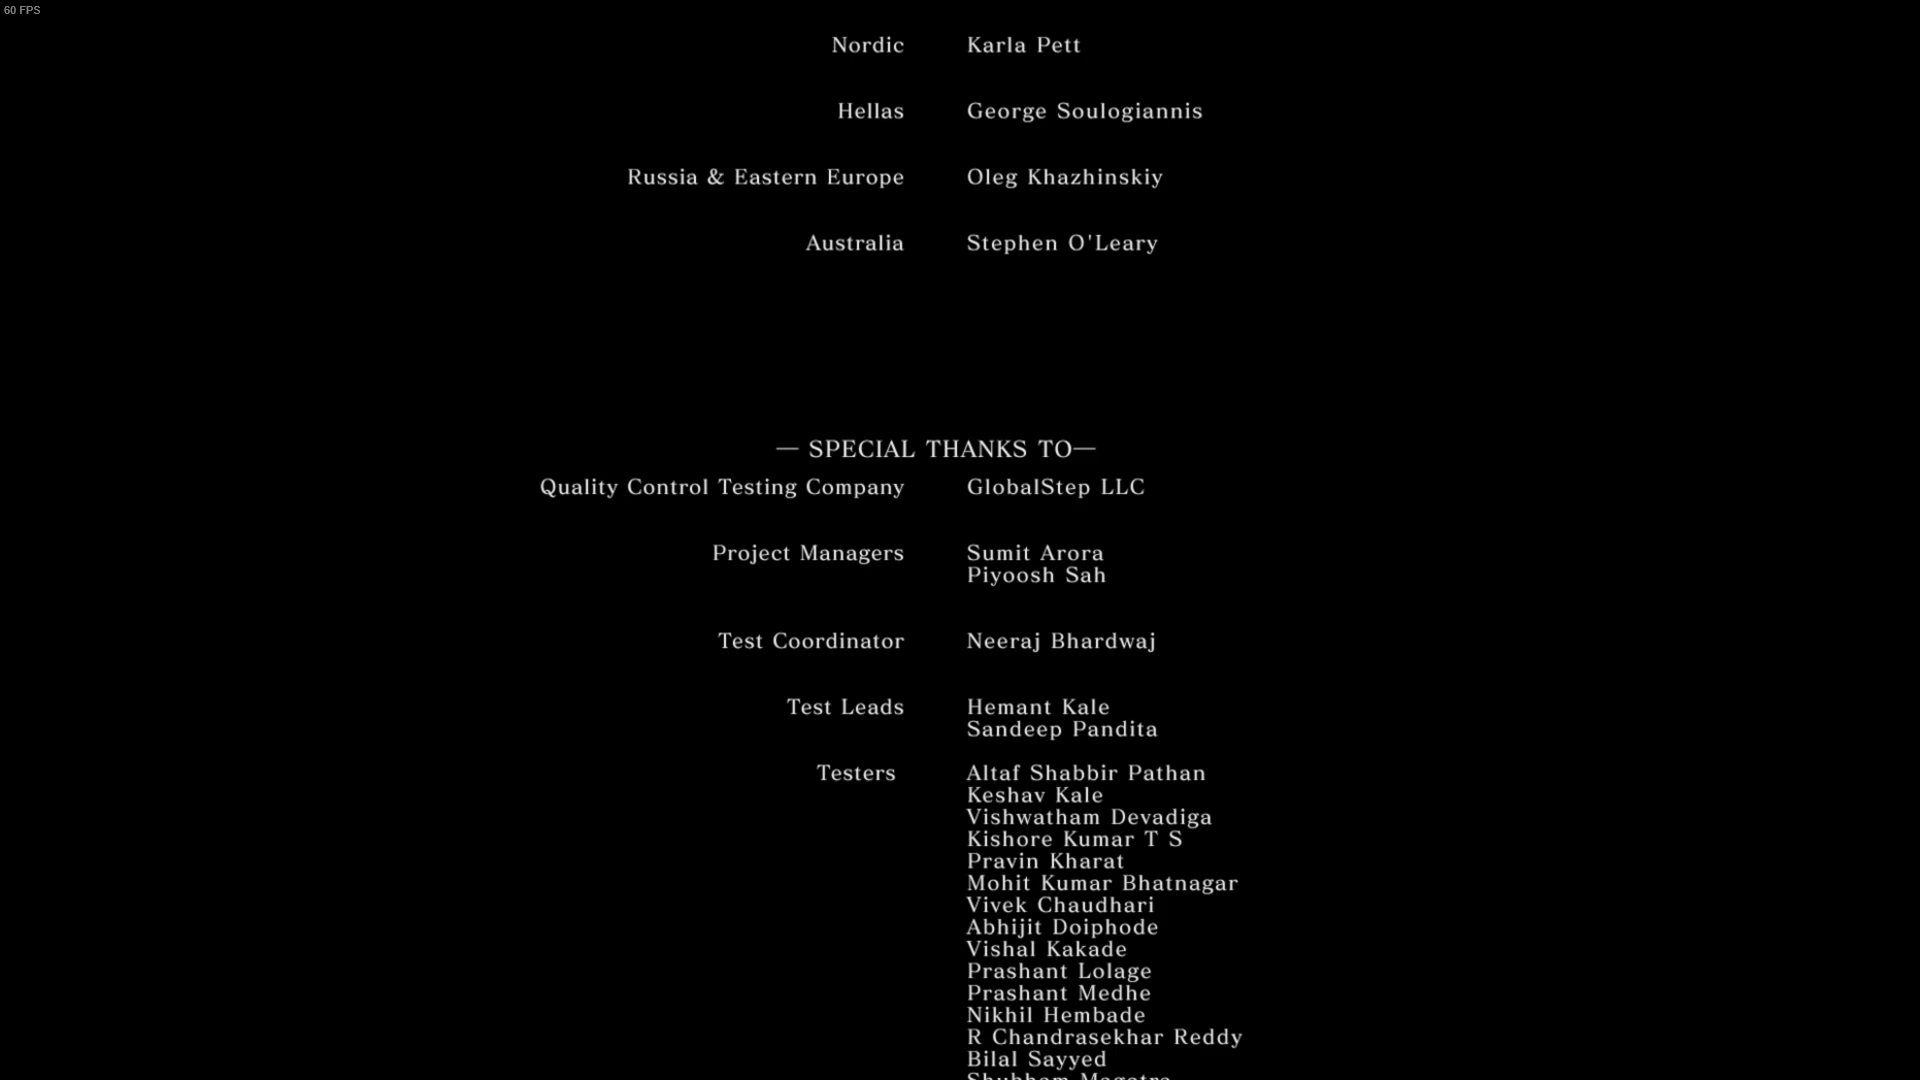 60 FPS
Nordic Karla Pett
Hellas George Soulogiannis
Russia & Eastern Europe Oleg Khazhinskiy
Australia Stephen O'Leary
— SPECIAL THANKS TO—
Quality Control Testing Company GlobalStep LLC
Project Managers Sumit Arora
Piyoosh Sah
Test Coordinator Neeraj Bhardwaj
Test Leads Hemant Kale
Sandeep Pandita
Testers Altaf Shabbir Pathan
Keshav Kale
Vishwatham Devadiga
Kishore Kumar T S
Pravin Kharat
Mohit Kumar Bhatnagar
Vivek Chaudhari
Abhijit Doiphode
Vishal Kakade
Prashant Lolage
Prashant Medhe
Nikhil Hembade
R Chandrasekhar Reddy
Bilal Sayyed